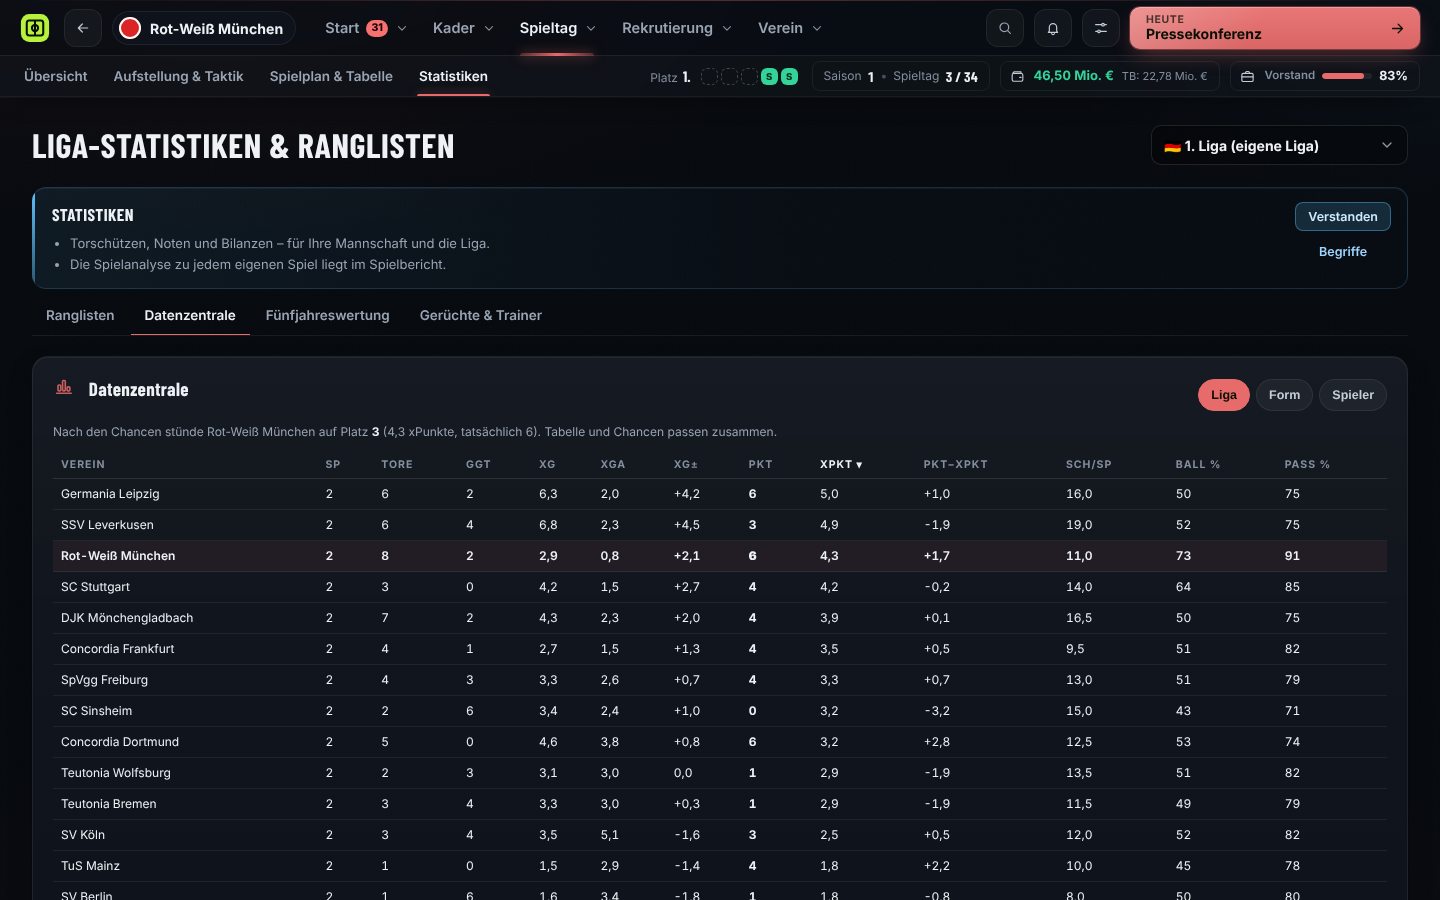 Rot-Weiß München
Start 31
Kader
Spieltag
Rekrutierung
Verein
HEUTE
Pressekonferenz
Übersicht
Aufstellung & Taktik
Spielplan & Tabelle
Statistiken
Platz 1.
S S
Saison 1 • Spieltag 3 / 34
46,50 Mio. € TB: 22,78 Mio. €
Vorstand 83%
LIGA-STATISTIKEN & RANGLISTEN
1. Liga (eigene Liga)
STATISTIKEN
Verstanden
• Torschützen, Noten und Bilanzen – für Ihre Mannschaft und die Liga.
• Die Spielanalyse zu jedem eigenen Spiel liegt im Spielbericht.
Begriffe
Ranglisten
Datenzentrale
Fünfjahreswertung
Gerüchte & Trainer
Datenzentrale
Liga
Form
Spieler
Nach den Chancen stünde Rot-Weiß München auf Platz 3 (4,3 xPunkte, tatsächlich 6). Tabelle und Chancen passen zusammen.
VEREIN SP TORE GGT XG XGA XG± PKT XPKT ▾ PKT−XPKT SCH/SP BALL % PASS %
Germania Leipzig 2 6 2 6,3 2,0 +4,2 6 5,0 +1,0 16,0 50 75
SSV Leverkusen 2 6 4 6,8 2,3 +4,5 3 4,9 -1,9 19,0 52 75
Rot-Weiß München 2 8 2 2,9 0,8 +2,1 6 4,3 +1,7 11,0 73 91
SC Stuttgart 2 3 0 4,2 1,5 +2,7 4 4,2 -0,2 14,0 64 85
DJK Mönchengladbach 2 7 2 4,3 2,3 +2,0 4 3,9 +0,1 16,5 50 75
Concordia Frankfurt 2 4 1 2,7 1,5 +1,3 4 3,5 +0,5 9,5 51 82
SpVgg Freiburg 2 4 3 3,3 2,6 +0,7 4 3,3 +0,7 13,0 51 79
SC Sinsheim 2 2 6 3,4 2,4 +1,0 0 3,2 -3,2 15,0 43 71
Concordia Dortmund 2 5 0 4,6 3,8 +0,8 6 3,2 +2,8 12,5 53 74
Teutonia Wolfsburg 2 2 3 3,1 3,0 0,0 1 2,9 -1,9 13,5 51 82
Teutonia Bremen 2 3 4 3,3 3,0 +0,3 1 2,9 -1,9 11,5 49 79
SV Köln 2 3 4 3,5 5,1 -1,6 3 2,5 +0,5 12,0 52 82
TuS Mainz 2 1 0 1,5 2,9 -1,4 4 1,8 +2,2 10,0 45 78
SV Berlin 2 1 6 1,6 3,4 -1,8 1 1,8 -0,8 8,0 50 80